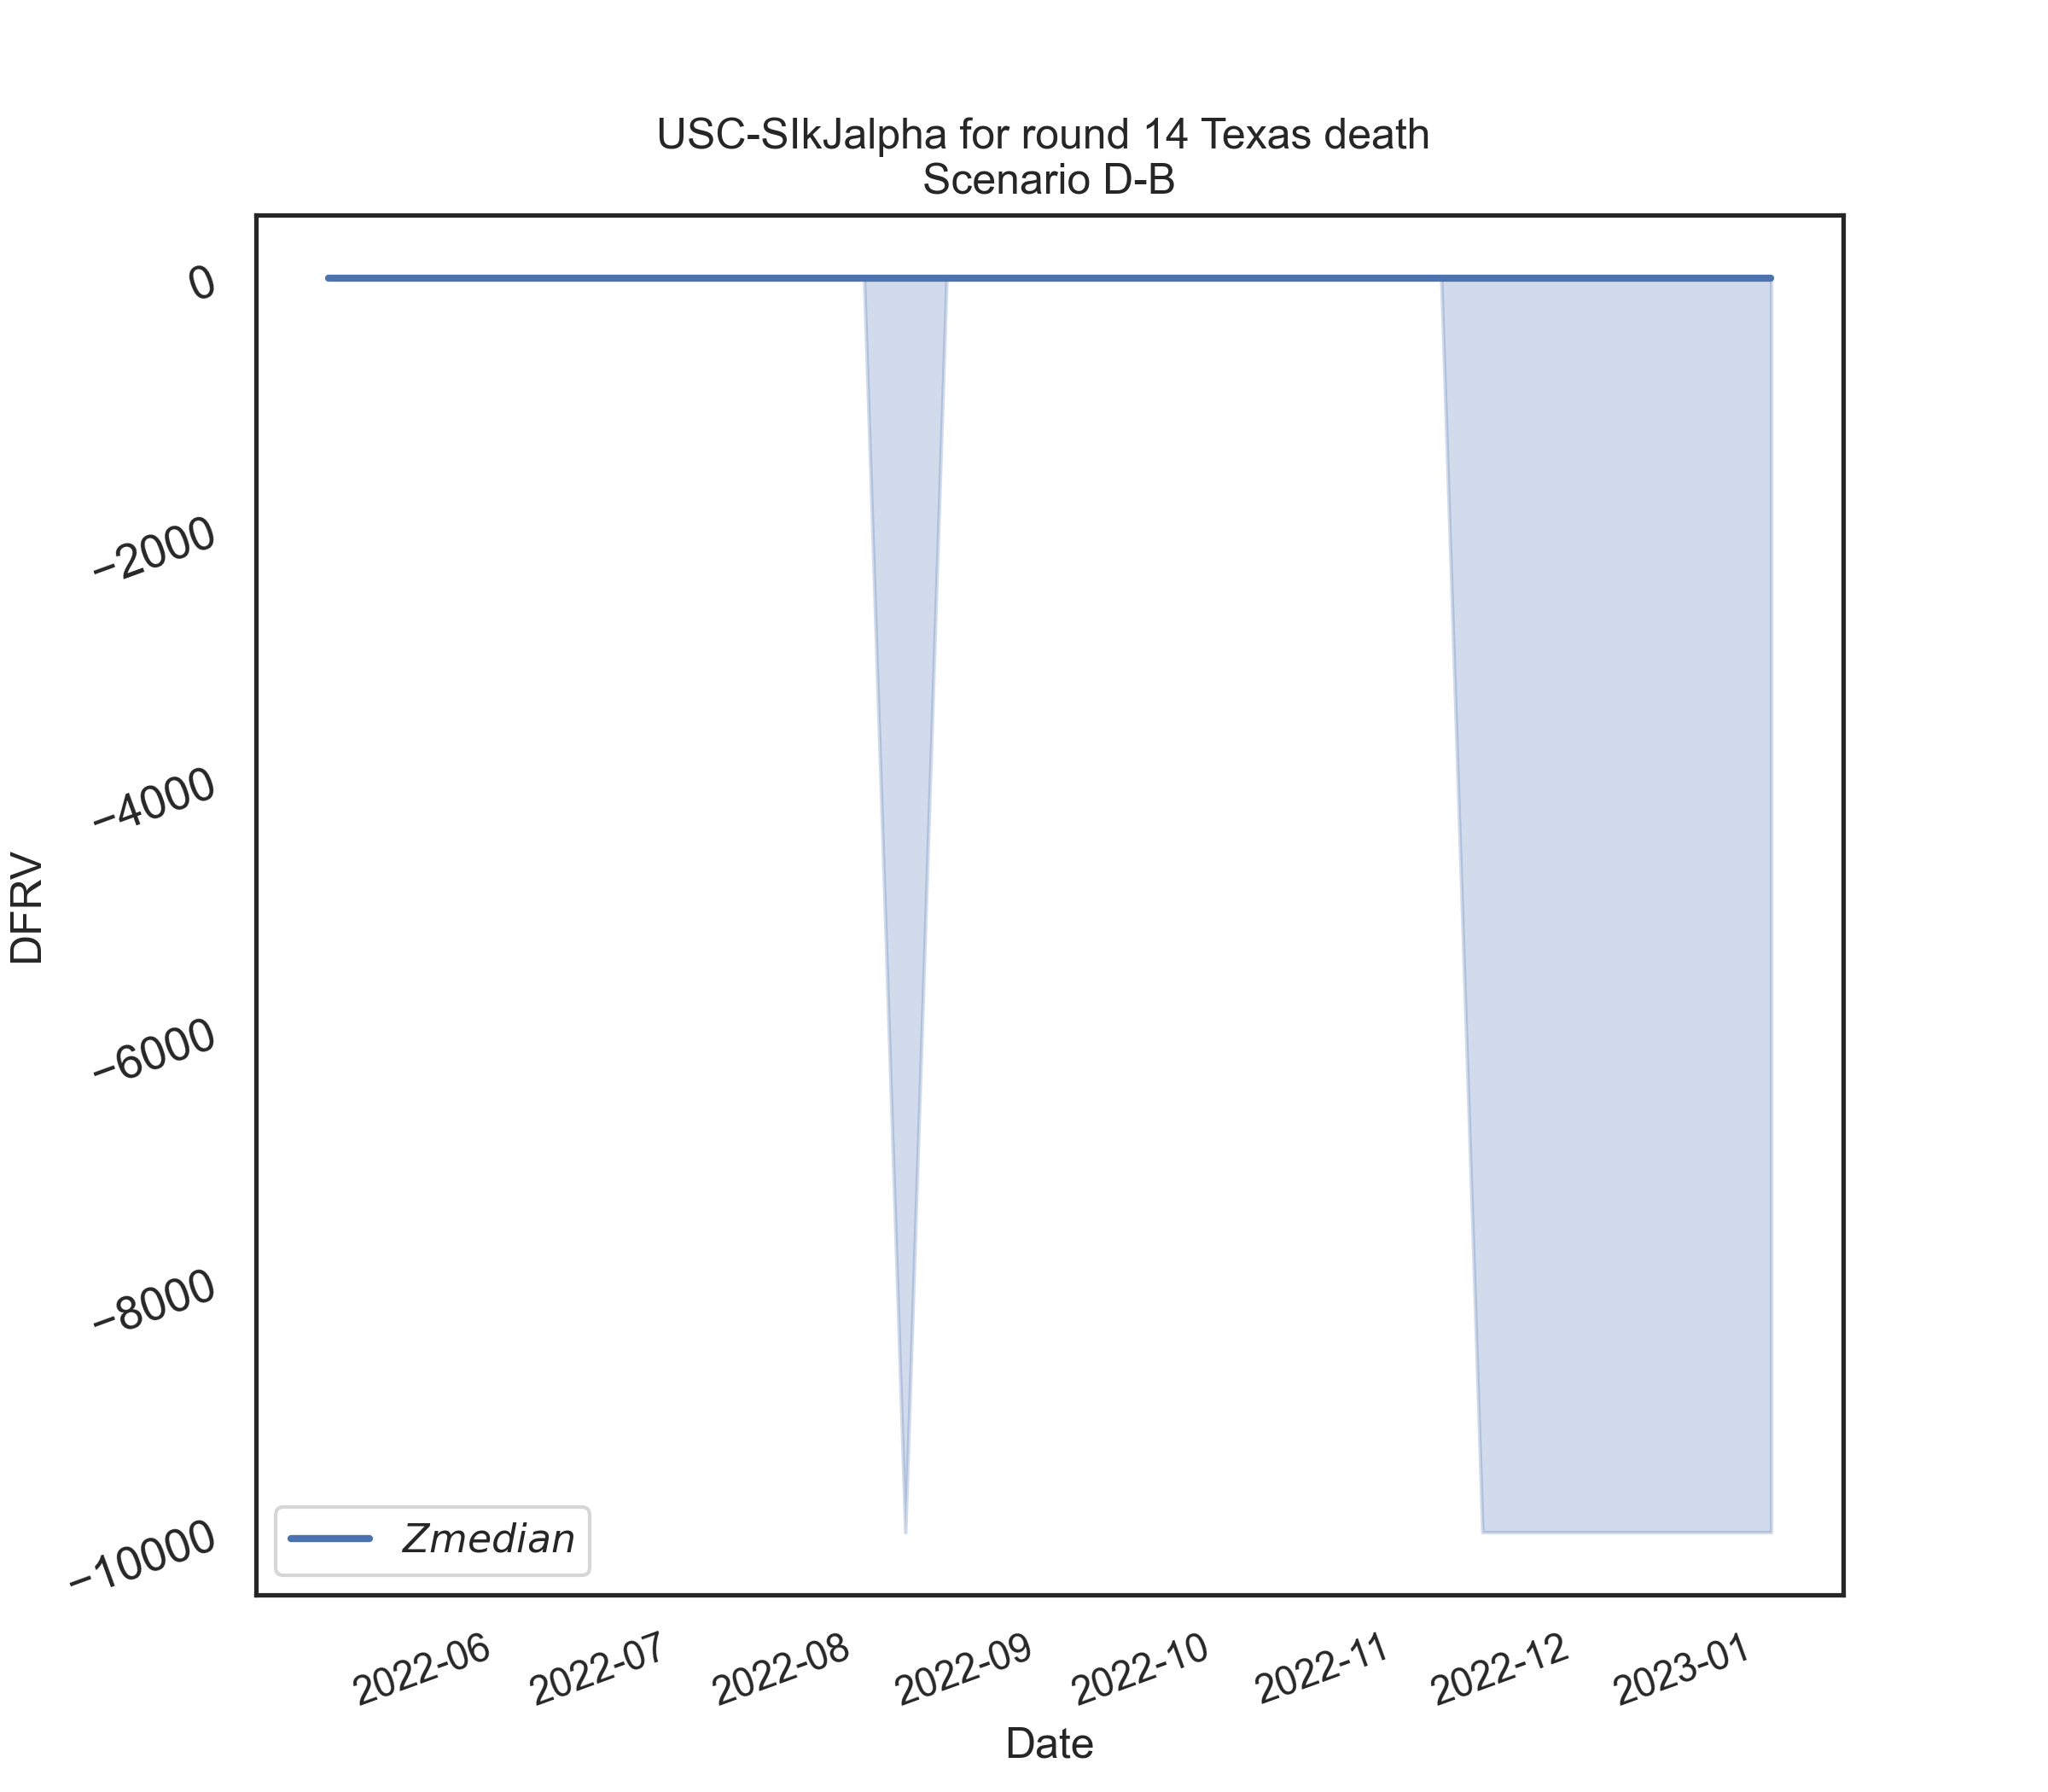 USC-SIkJalpha for round 14 Texas death
Scenario D-B
DFRV
0
−2000
−4000
−6000
−8000
−10000
Zmedian
2022-06
2022-07
2022-08
2022-09
2022-10
2022-11
2022-12
2023-01
Date